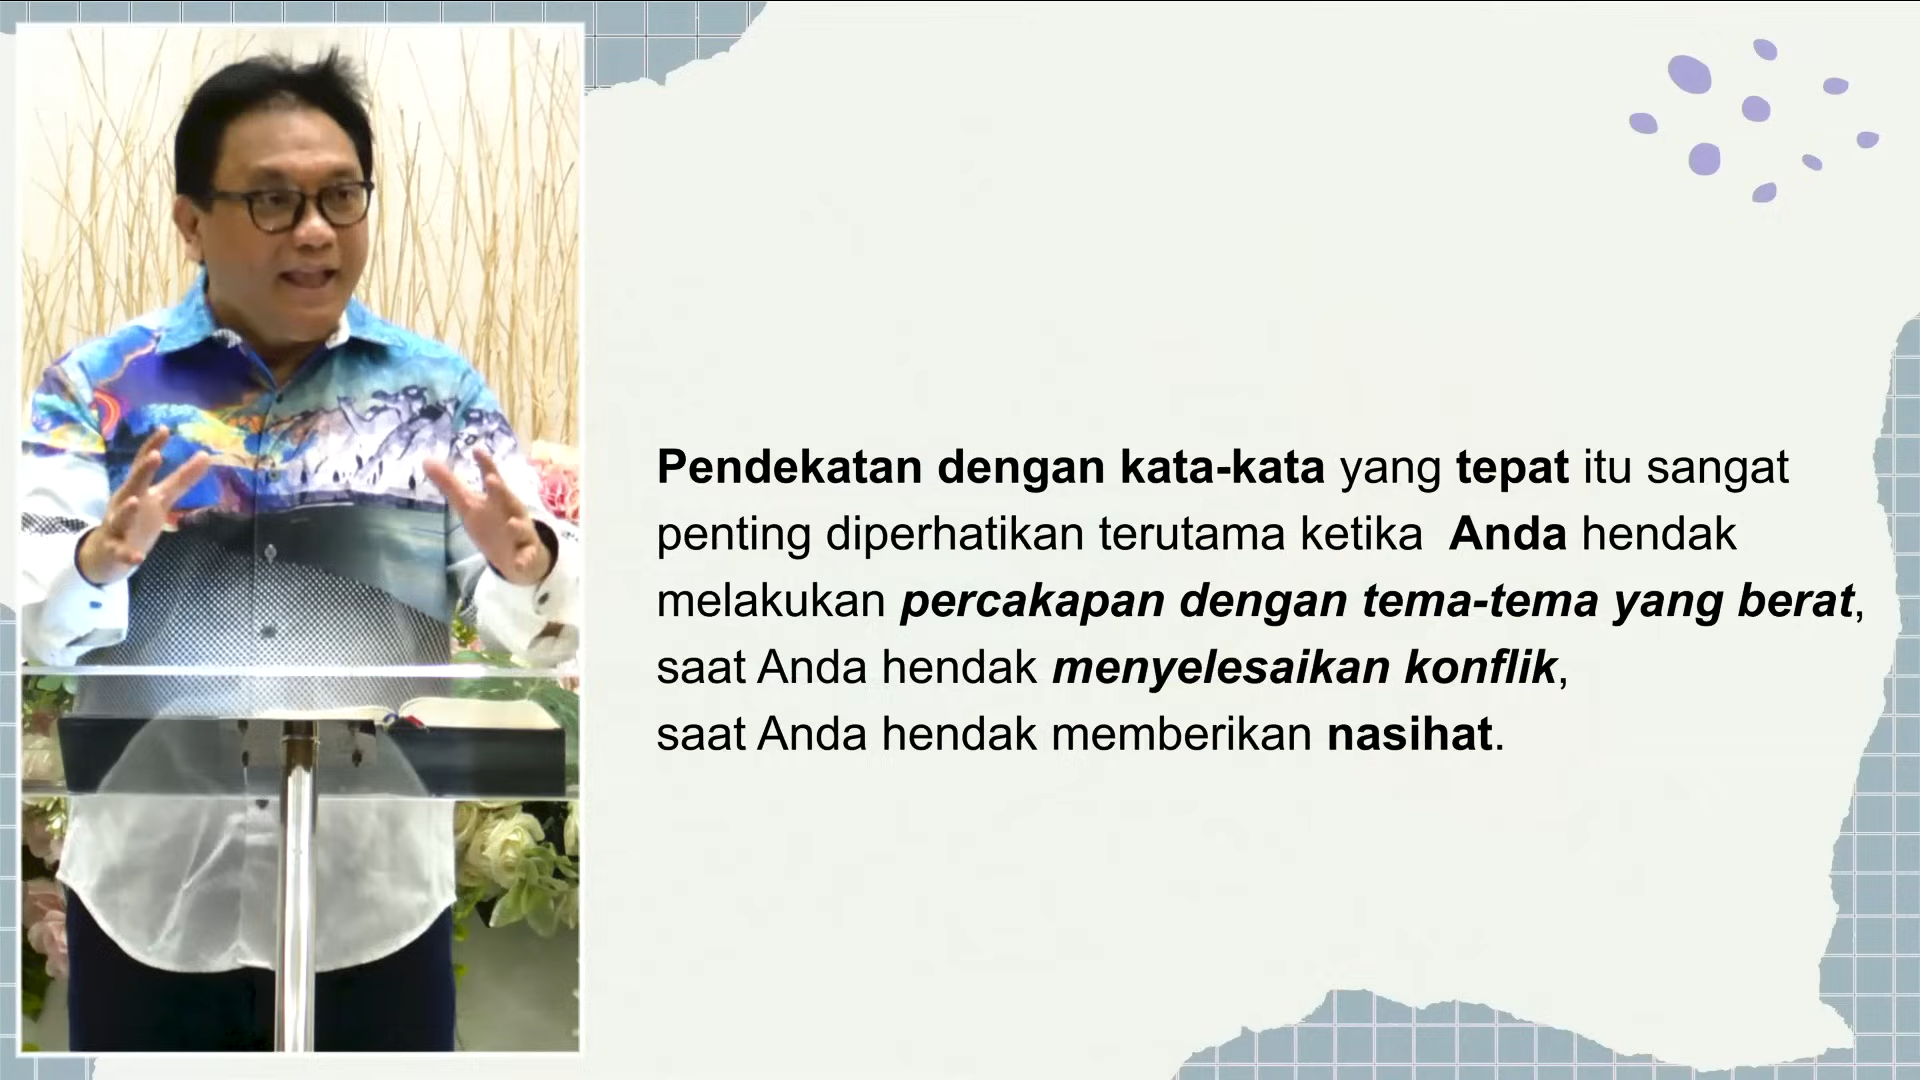 Pendekatan dengan kata-kata yang tepat itu sangat
penting diperhatikan terutama ketika  Anda hendak
melakukan percakapan dengan tema-tema yang berat,
saat Anda hendak menyelesaikan konflik,
saat Anda hendak memberikan nasihat.